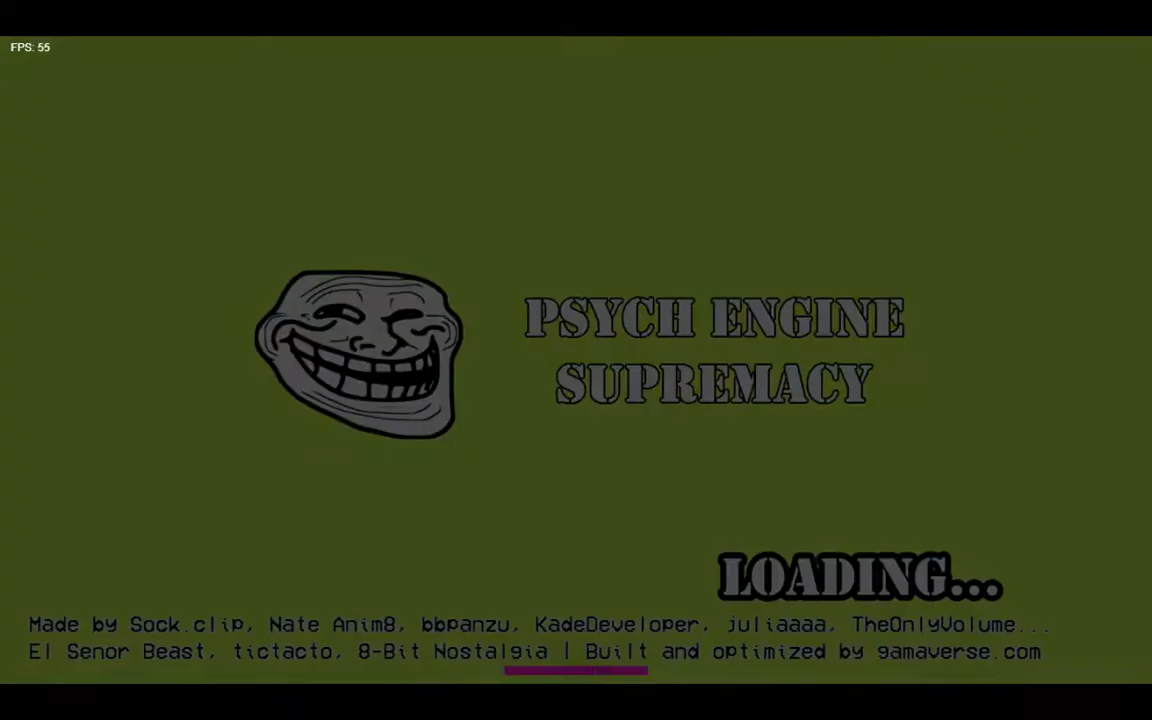 FPS: 55
PSYCH ENGINE
SUPREMACY
LOADING...
Made by Sock.clip, Nate Anim8, bbpanzu, KadeDeveloper, juliaaaa, TheOnlyVolume...
El Senor Beast, tictacto, 8-Bit Nostalgia | Built and optimized by gamaverse.com